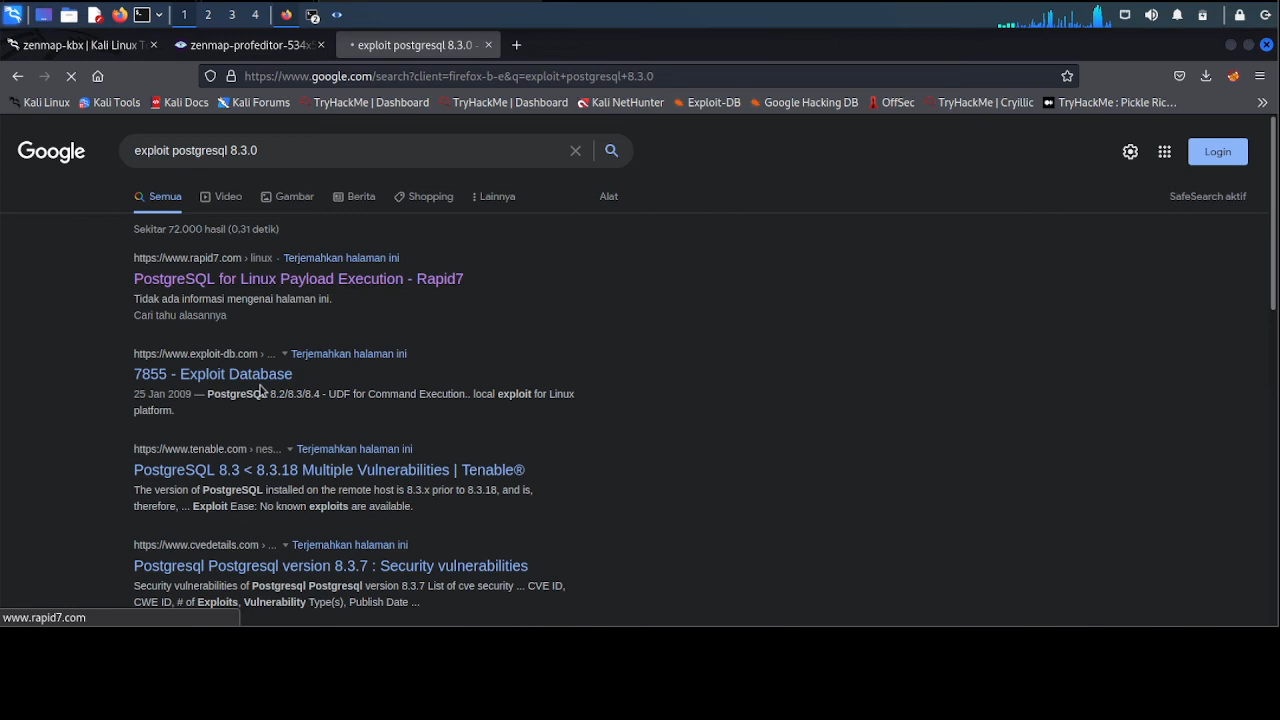 1
2
3
4
2
zenmap-kbx | Kali Linux T
zenmap-profeditor-534x5
exploit postgresql 8.3.0 -
https://www.google.com/search?client=firefox-b-e&q=exploit+postgresql+8.3.0
Kali Linux
Kali Tools
Kali Docs
Kali Forums
TryHackMe | Dashboard
TryHackMe | Dashboard
Kali NetHunter
Exploit-DB
Google Hacking DB
OffSec
TryHackMe | Cryillic
TryHackMe : Pickle Ric...
Google
exploit postgresql 8.3.0
Login
Semua
Video
Gambar
Berita
Shopping
Lainnya
Alat
SafeSearch aktif
Sekitar 72.000 hasil (0,31 detik)
https://www.rapid7.com › linux · Terjemahkan halaman ini
PostgreSQL for Linux Payload Execution - Rapid7
Tidak ada informasi mengenai halaman ini.
Cari tahu alasannya
https://www.exploit-db.com › ... Terjemahkan halaman ini
7855 - Exploit Database
25 Jan 2009 — PostgreSQL 8.2/8.3/8.4 - UDF for Command Execution.. local exploit for Linux
platform.
https://www.tenable.com › nes... Terjemahkan halaman ini
PostgreSQL 8.3 < 8.3.18 Multiple Vulnerabilities | Tenable®
The version of PostgreSQL installed on the remote host is 8.3.x prior to 8.3.18, and is,
therefore, ... Exploit Ease: No known exploits are available.
https://www.cvedetails.com › ... Terjemahkan halaman ini
Postgresql Postgresql version 8.3.7 : Security vulnerabilities
Security vulnerabilities of Postgresql Postgresql version 8.3.7 List of cve security ... CVE ID,
CWE ID, # of Exploits, Vulnerability Type(s), Publish Date ...
www.rapid7.com